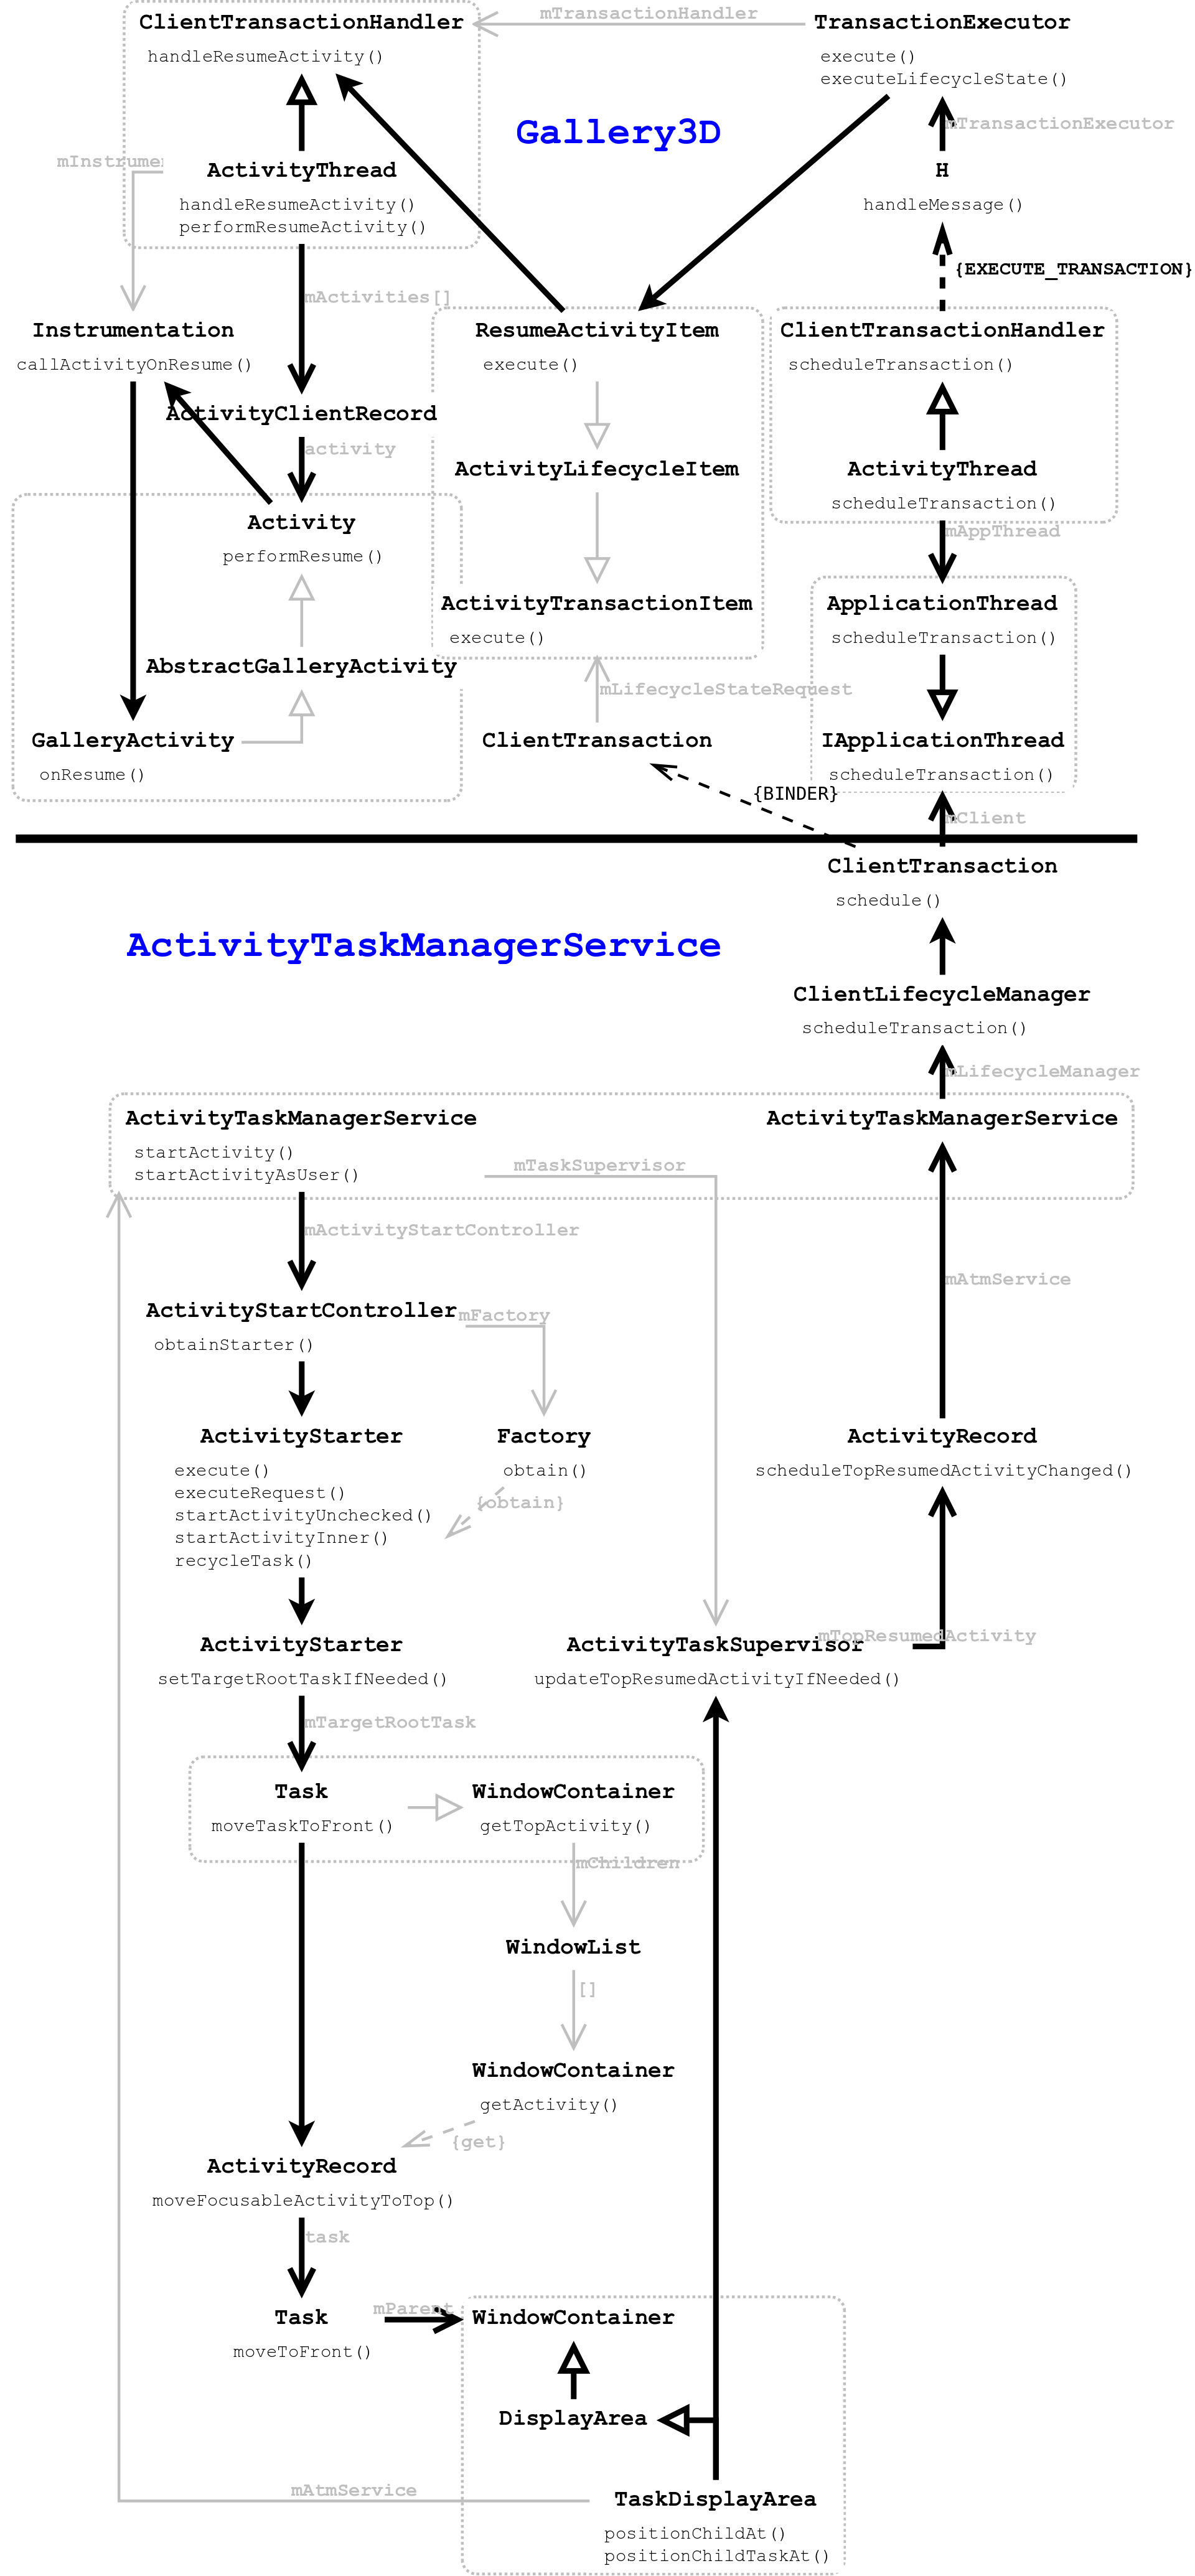 ClientTransactionHandler
handleResumeActivity()
mTransactionHandler
TransactionExecutor
execute()
executeLifecycleState()
Gallery3D
mTransactionExecutor
mInstrume
ActivityThread
handleResumeActivity()
performResumeActivity()
H
handleMessage()
{EXECUTE_TRANSACTION}
mActivities[]
Instrumentation
callActivityOnResume()
ResumeActivityItem
execute()
ClientTransactionHandler
scheduleTransaction()
ActivityClientRecord
activity
ActivityLifecycleItem
ActivityThread
scheduleTransaction()
mAppThread
Activity
performResume()
ActivityTransactionItem
execute()
ApplicationThread
scheduleTransaction()
AbstractGalleryActivity
mLifecycleStateRequest
GalleryActivity
onResume()
ClientTransaction
IApplicationThread
scheduleTransaction()
{BINDER}
mClient
ClientTransaction
schedule()
ActivityTaskManagerService
ClientLifecycleManager
scheduleTransaction()
mLifecycleManager
ActivityTaskManagerService
startActivity()
startActivityAsUser()
ActivityTaskManagerService
mTaskSupervisor
mActivityStartController
mAtmService
ActivityStartController
obtainStarter()
mFactory
ActivityStarter
execute()
executeRequest()
startActivityUnchecked()
startActivityInner()
recycleTask()
Factory
obtain()
{obtain}
ActivityRecord
scheduleTopResumedActivityChanged()
ActivityStarter
setTargetRootTaskIfNeeded()
ActivityTaskSupervisor
updateTopResumedActivityIfNeeded()
mTopResumedActivity
mTargetRootTask
Task
moveTaskToFront()
WindowContainer
getTopActivity()
mChildren
WindowList
[]
WindowContainer
getActivity()
{get}
ActivityRecord
moveFocusableActivityToTop()
task
Task
moveToFront()
mParent
WindowContainer
DisplayArea
mAtmService
TaskDisplayArea
positionChildAt()
positionChildTaskAt()